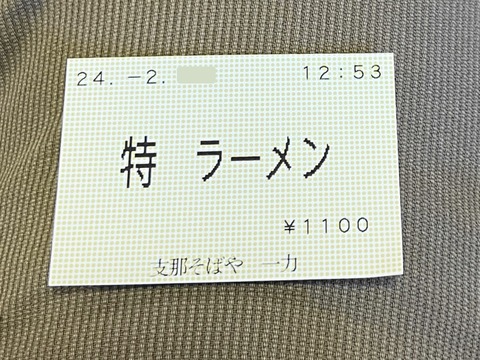 24.-2. 12:53
特 ラーメン
¥1100
支那そばや 一力